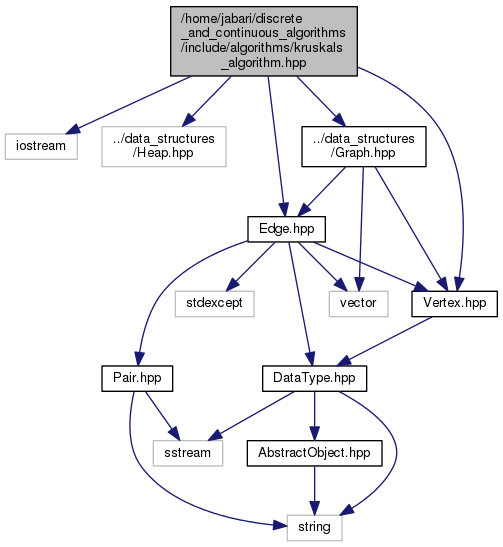 /home/jabari/discrete
_and_continuous_algorithms
/include/algorithms/kruskals
_algorithm.hpp
iostream
../data_structures
/Heap.hpp
../data_structures
/Graph.hpp
Edge.hpp
stdexcept
vector
Vertex.hpp
Pair.hpp
DataType.hpp
sstream
AbstractObject.hpp
string